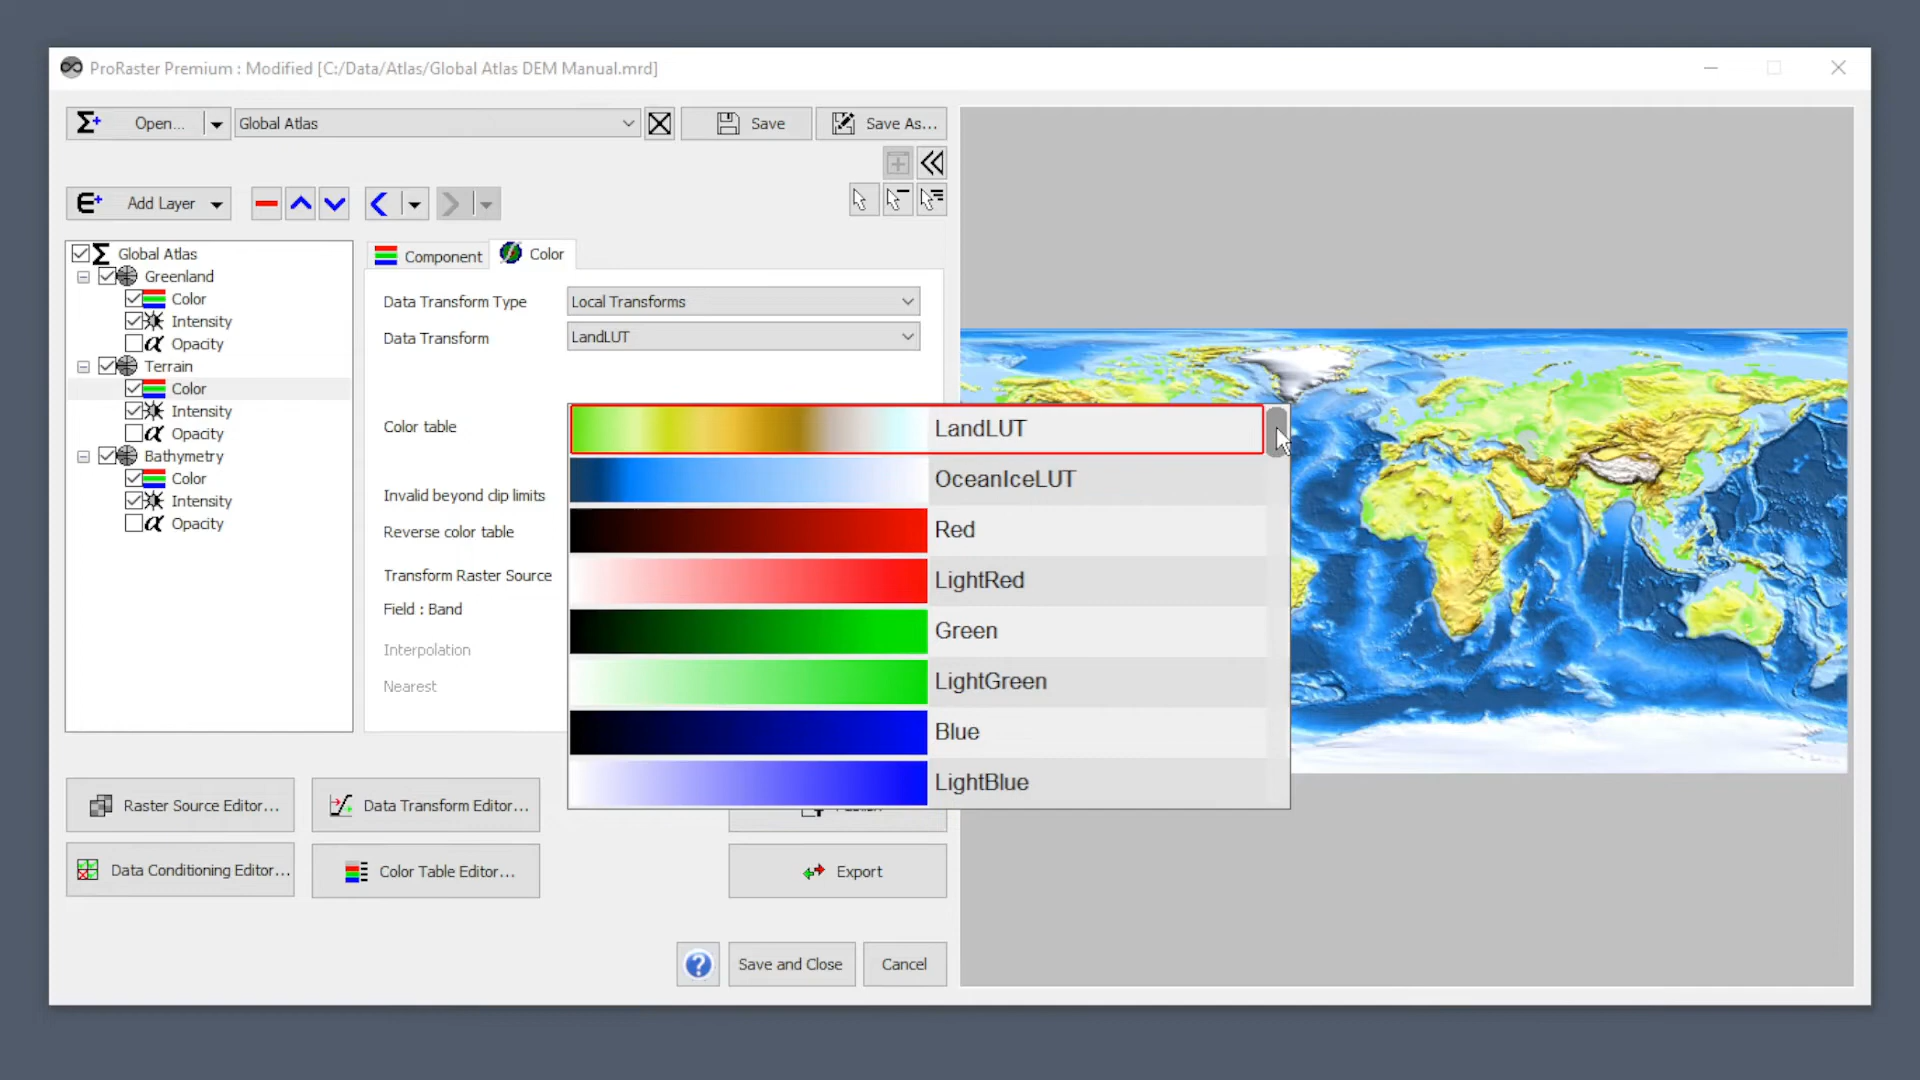 ProRaster Premium : Modified [C:/Data/Atlas/Global Atlas DEM Manual.mrd]
Open...
Global Atlas
Save
Save As...
Add Layer
Global Atlas
Greenland
Color
Intensity
Opacity
Terrain
Color
Intensity
Opacity
Bathymetry
Color
Intensity
Opacity
Component
Color
Data Transform Type
Local Transforms
Data Transform
LandLUT
Color table
LandLUT
OceanIceLUT
Red
LightRed
Green
LightGreen
Blue
LightBlue
Invalid beyond clip limits
Reverse color table
Transform Raster Source
Field : Band
Interpolation
Nearest
Raster Source Editor...
Data Transform Editor...
Data Conditioning Editor...
Color Table Editor...
Export
Save and Close
Cancel